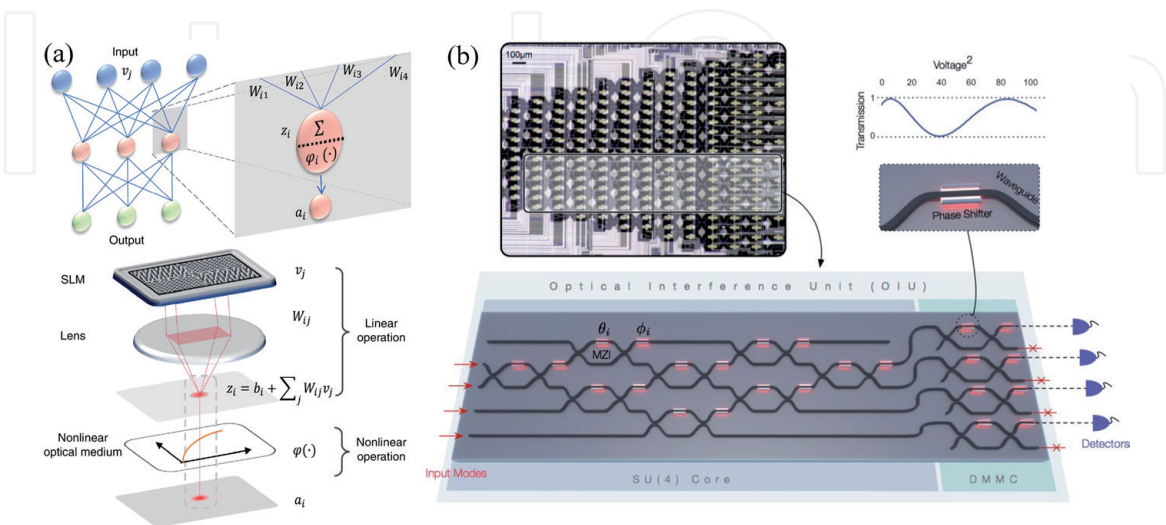 (a)
Input
v_j
W_i1
W_i2
W_i3
W_i4
z_i
Σ
φ_i (·)
a_i
Output
SLM
v_j
Lens
W_ij
Linear
operation
z_i = b_i + ∑_j W_ij v_j
Nonlinear
optical medium
φ(·)
Nonlinear
operation
a_i
(b)
100μm
Voltage²
0 20 40 60 80 100
Transmission
1
0
Waveguide
Phase Shifter
Optical Interference Unit (OIU)
θ_i
ϕ_i
MZI
Input Modes
Detectors
SU(4) Core
DMMC